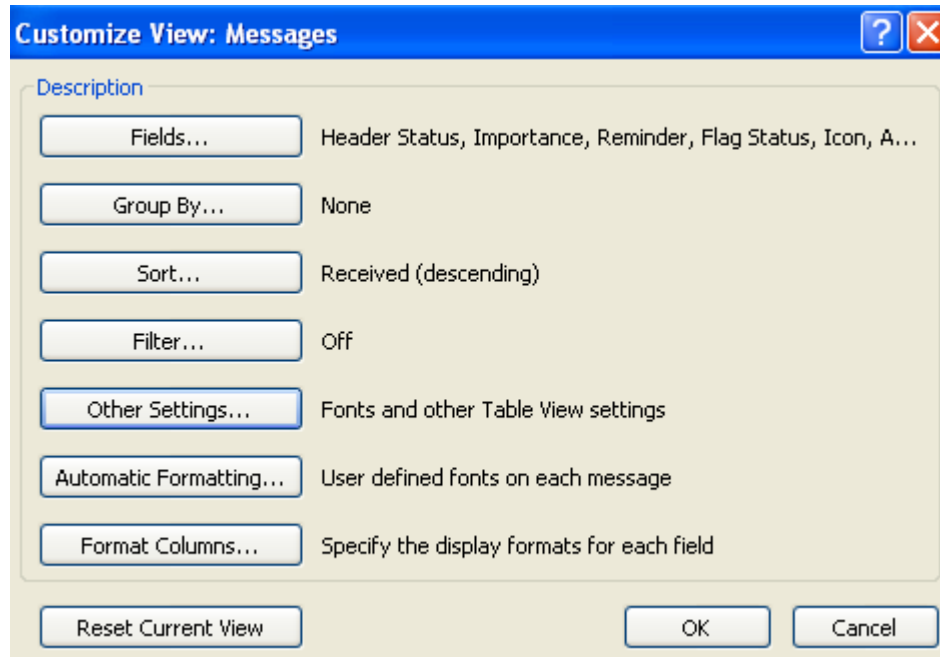 Customize View: Messages
Description
Fields... Header Status, Importance, Reminder, Flag Status, Icon, A...
Group By... None
Sort... Received (descending)
Filter... Off
Other Settings... Fonts and other Table View settings
Automatic Formatting... User defined fonts on each message
Format Columns... Specify the display formats for each field
Reset Current View OK Cancel